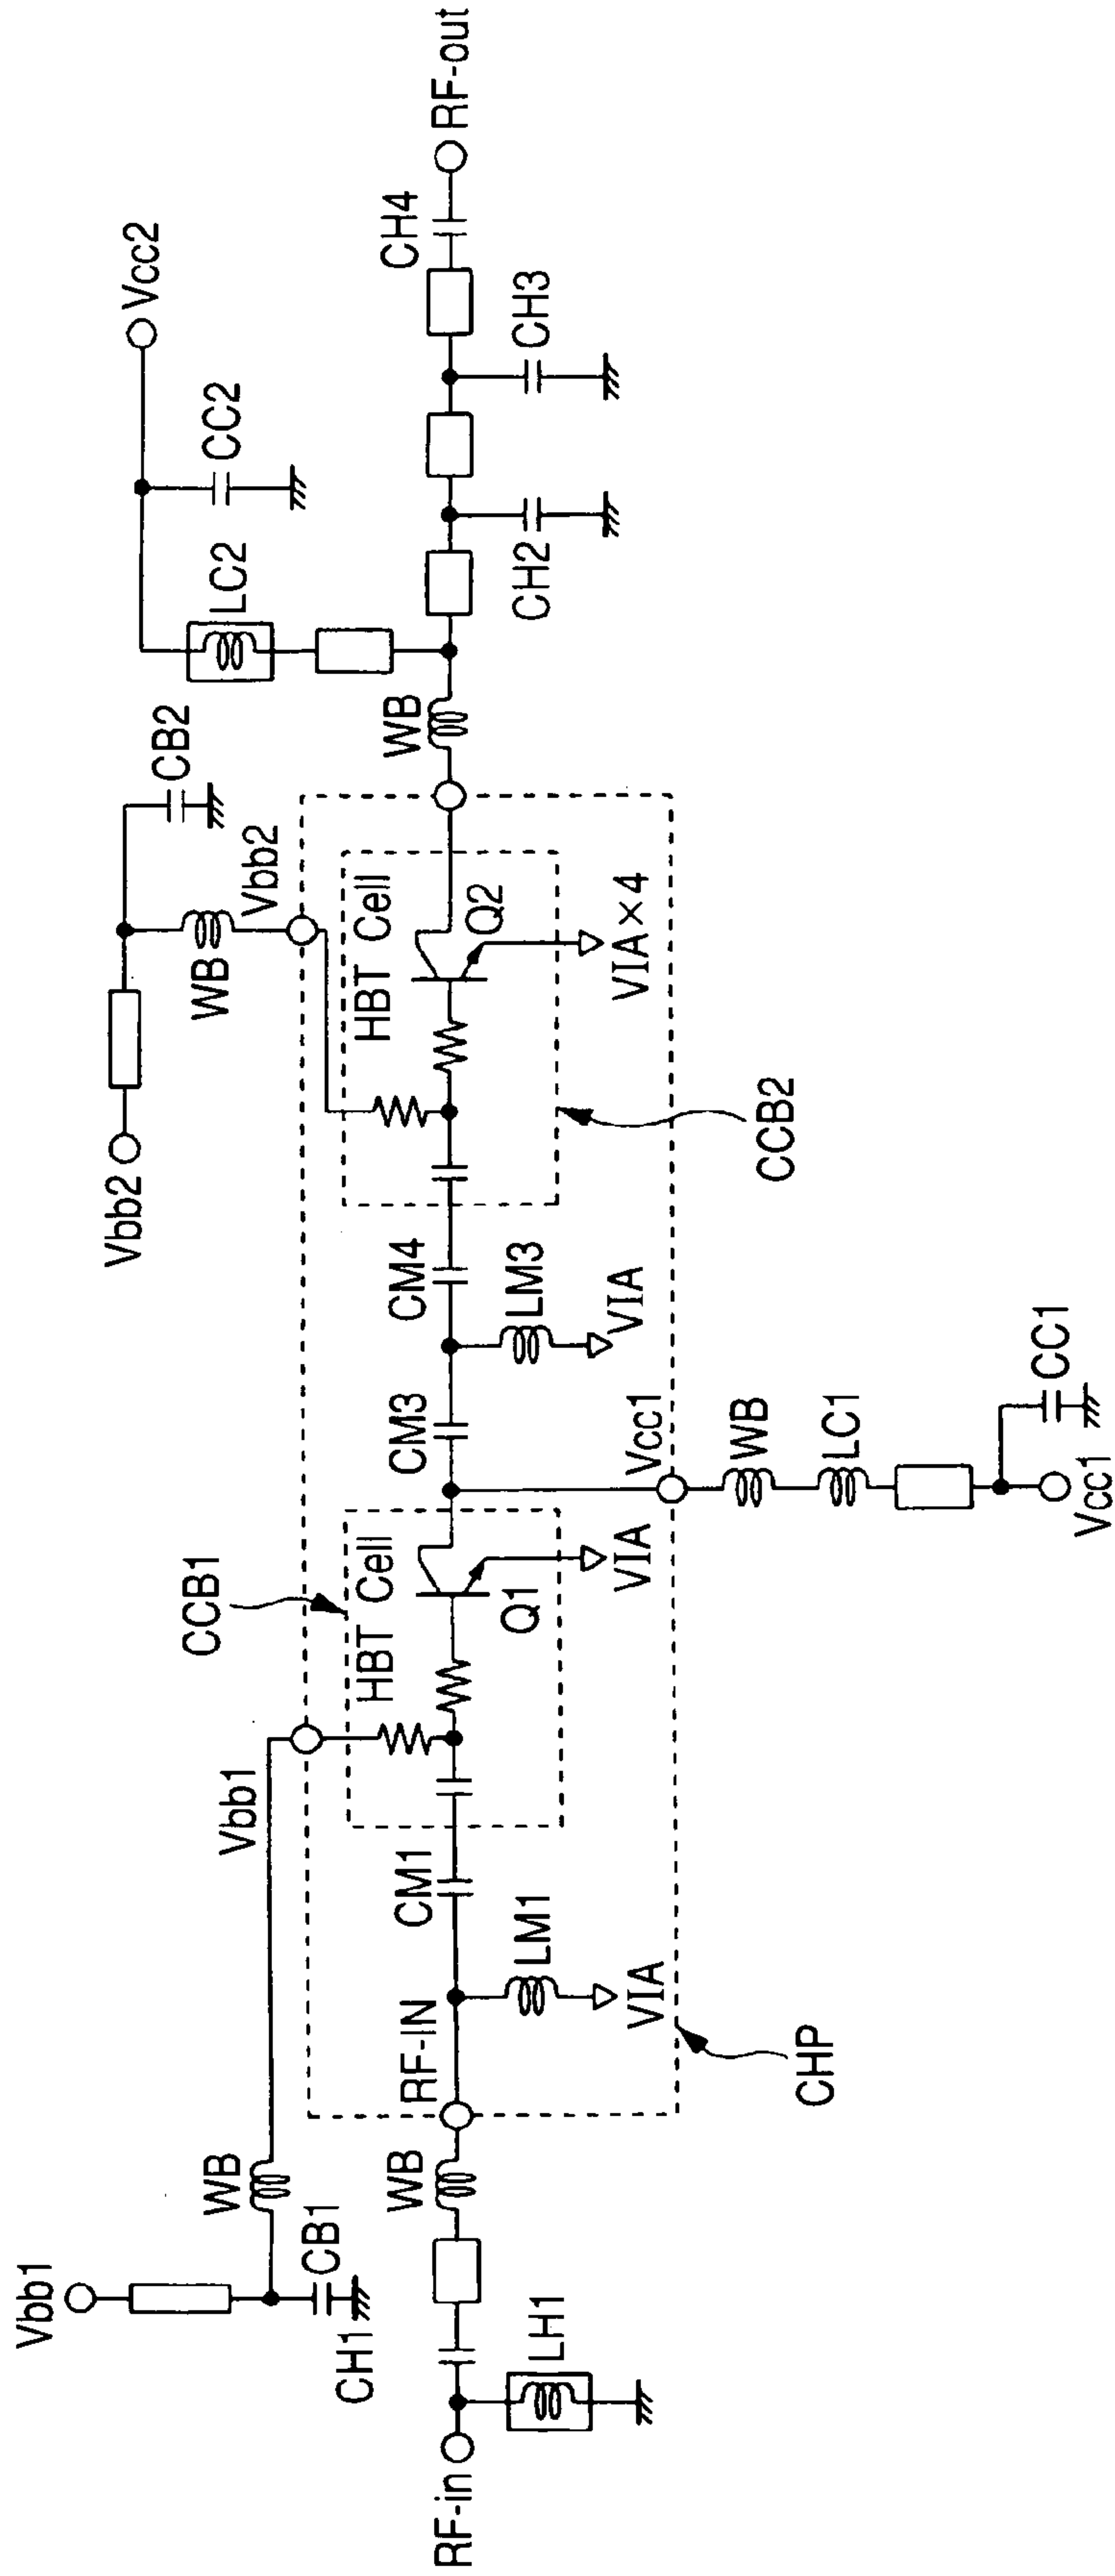 Vbb1
WB
Vbb1
CCB1
CB1
CH1
RF-in
LH1
WB
RF-IN
LM1
VIA
CHP
CM1
HBT Cell
Q1
VIA
Vcc1
WB
LC1
CC1
Vcc1
CM3
LM3
VIA
CM4
CCB2
Vbb2
WB
Vbb2
CB2
HBT Cell
Q2
VIA×4
WB
LC2
CC2
Vcc2
CH2
CH3
CH4
RF-out